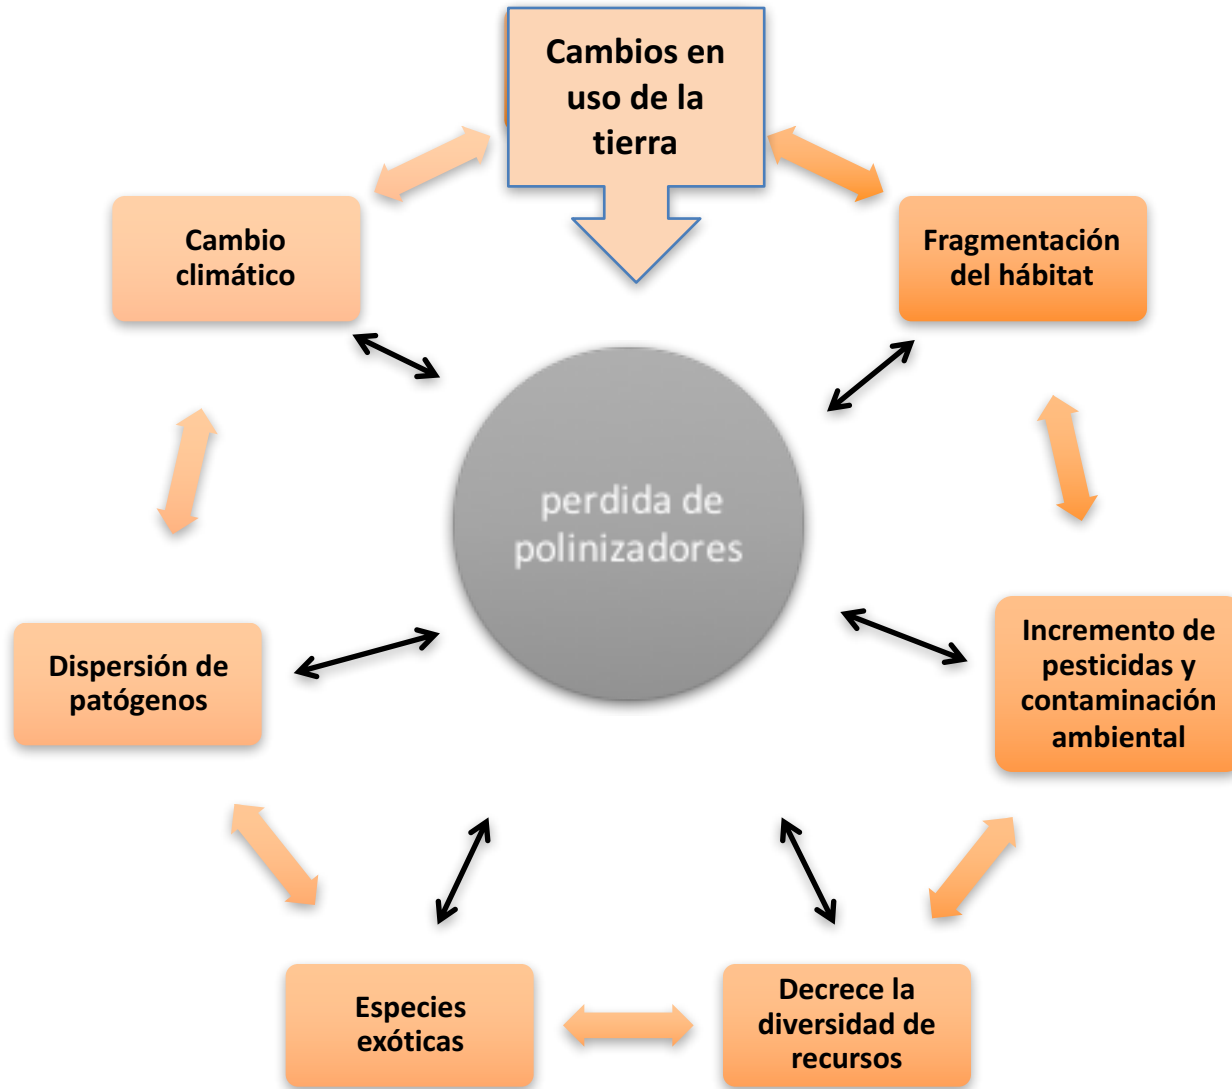 Cambios en
uso de la
tierra
Fragmentación
del hábitat
Incremento de
pesticidas y
contaminación
ambiental
Decrece la
diversidad de
recursos
Especies
exóticas
Dispersión de
patógenos
Cambio
climático
perdida de
polinizadores